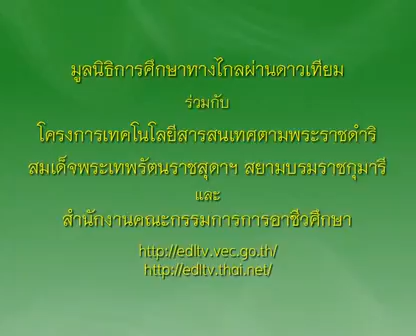 มูลนิธิการศึกษาทางไกลผ่านดาวเทียม
ร่วมกับ
โครงการเทคโนโลยีสารสนเทศตามพระราชดำริ
สมเด็จพระเทพรัตนราชสุดาฯ สยามบรมราชกุมารี
และ
สำนักงานคณะกรรมการการอาชีวศึกษา
http://edltv.vec.go.th/
http://edltv.thai.net/